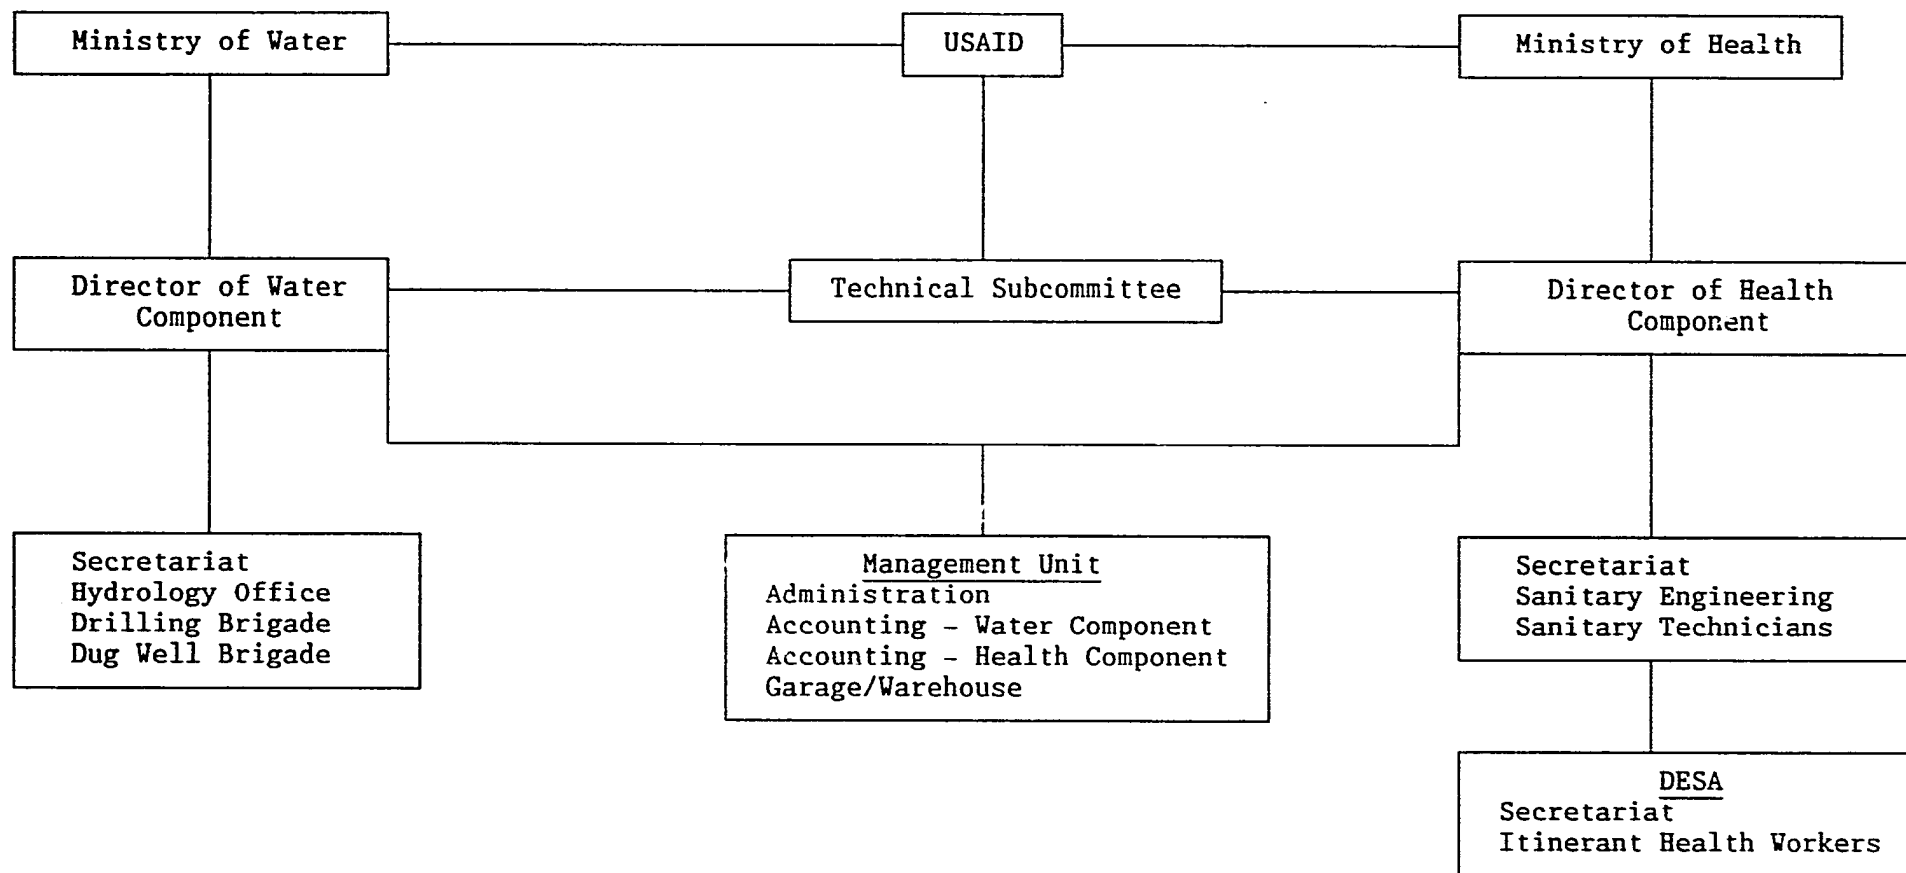 Ministry of Water
USAID
Ministry of Health
Director of Water
Component
Technical Subcommittee
Director of Health
Component
Secretariat
Hydrology Office
Drilling Brigade
Dug Well Brigade
Management Unit
Administration
Accounting - Water Component
Accounting - Health Component
Garage/Warehouse
Secretariat
Sanitary Engineering
Sanitary Technicians
DESA
Secretariat
Itinerant Health Workers